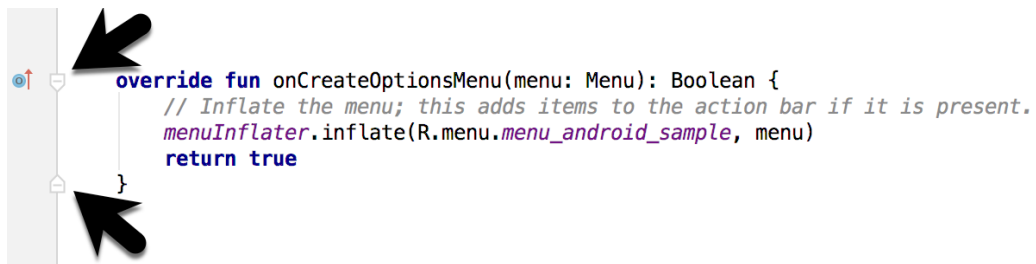 override fun onCreateOptionsMenu(menu: Menu): Boolean {
// Inflate the menu; this adds items to the action bar if it is present.
menuInflater.inflate(R.menu.menu_android_sample, menu)
return true
}